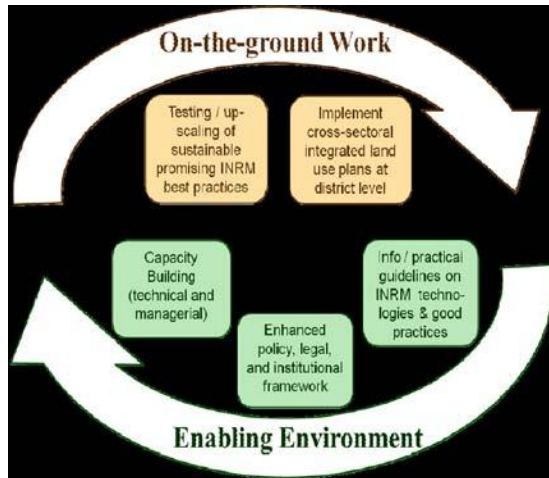 On-the-ground Work
Testing / up-
scaling of
sustainable
promising INRM
best practices
Implement
cross-sectoral
integrated land
use plans at
district level
Capacity
Building
(technical and
managerial)
Enhanced
policy, legal,
and institutional
framework
Info / practical
guidelines on
INRM techno-
logies & good
practices
Enabling Environment